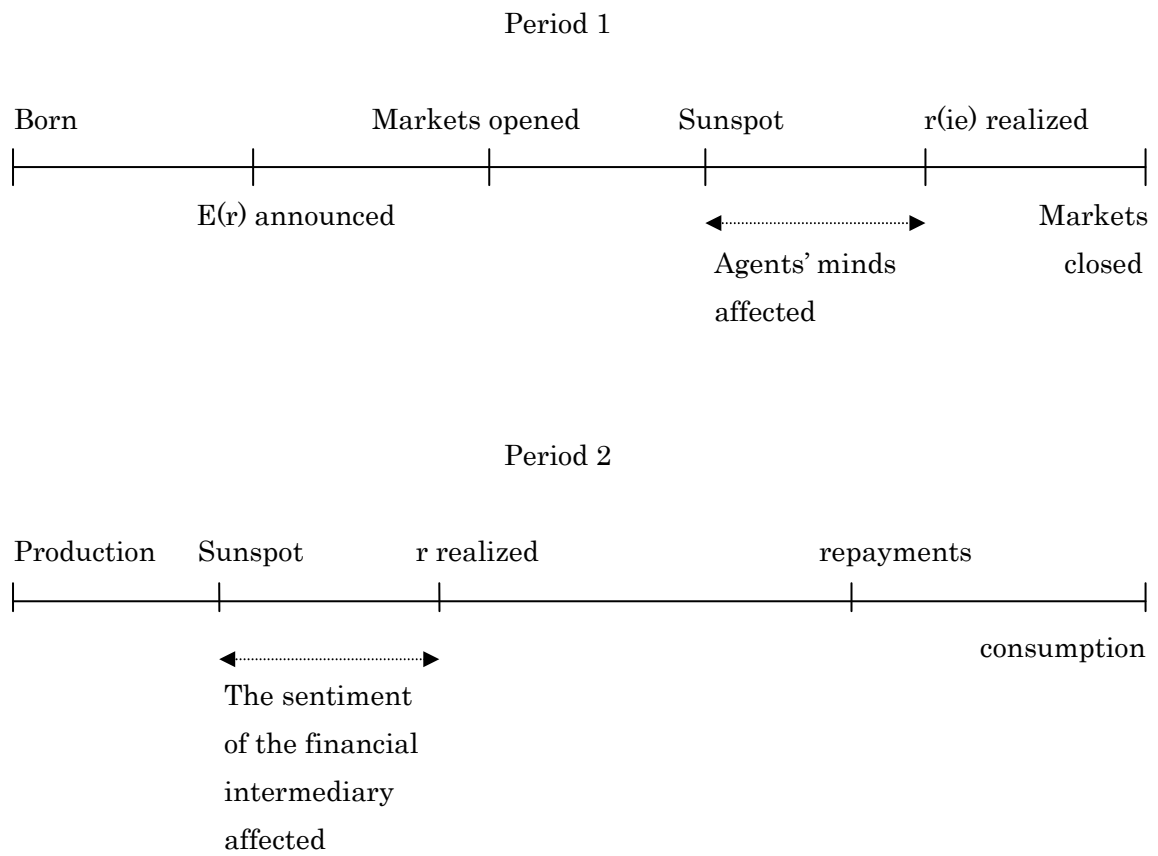 Period 1
Born
Markets opened
Sunspot
r(ie) realized
E(r) announced
Agents’ minds
affected
Markets
closed
Period 2
Production
Sunspot
r realized
repayments
consumption
The sentiment
of the financial
intermediary
affected